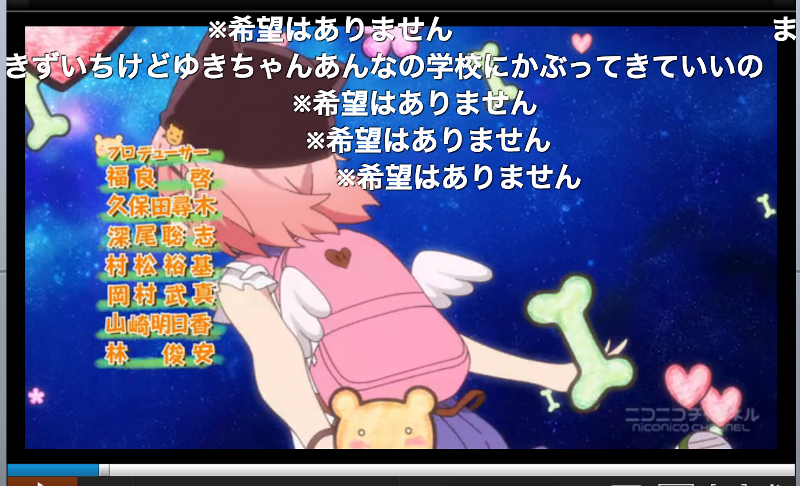 ※希望はありません
ま
きずいちけどゆきちゃんあんなの学校にかぶってきていいの
※希望はありません
※希望はありません
※希望はありません
プロデューサー
福良 啓
久保田尋木
深尾聡志
村松裕基
岡村武真
山崎明日香
林 俊安
ニコニコチャンネル
NICONICO CHANNEL